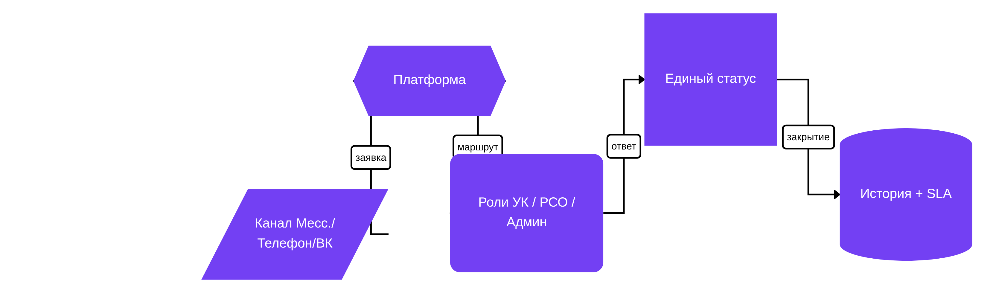 Платформа
Единый статус
заявка
маршрут
ответ
закрытие
Канал Месс./
Телефон/ВК
Роли УК / РСО /
Админ
История + SLA